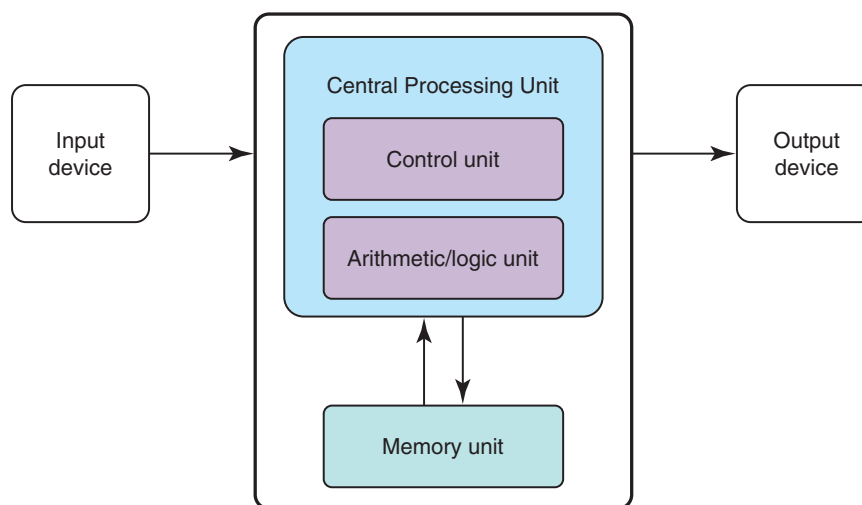 Central Processing Unit
Input
device
Control unit
Output
device
Arithmetic/logic unit
Memory unit